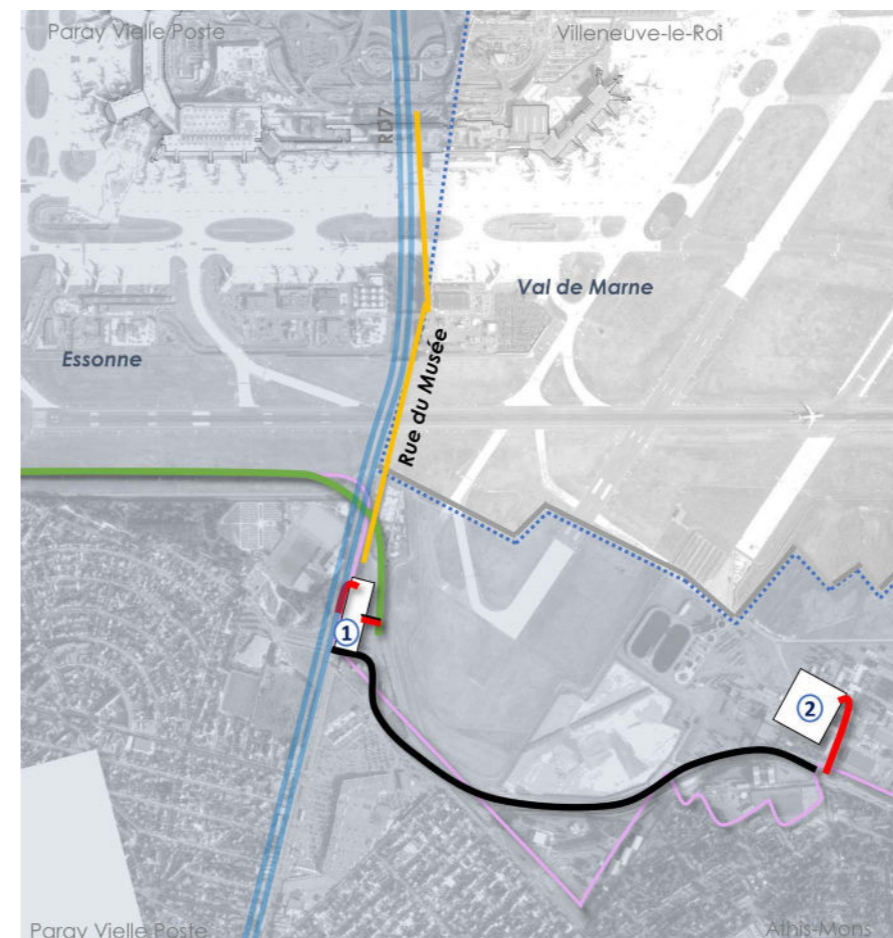 Paray Vielle Poste
Villeneuve-le-Roi
RD7
Val de Marne
Essonne
Rue du Musée
1
2
Paray Vielle Poste
Athis-Mons